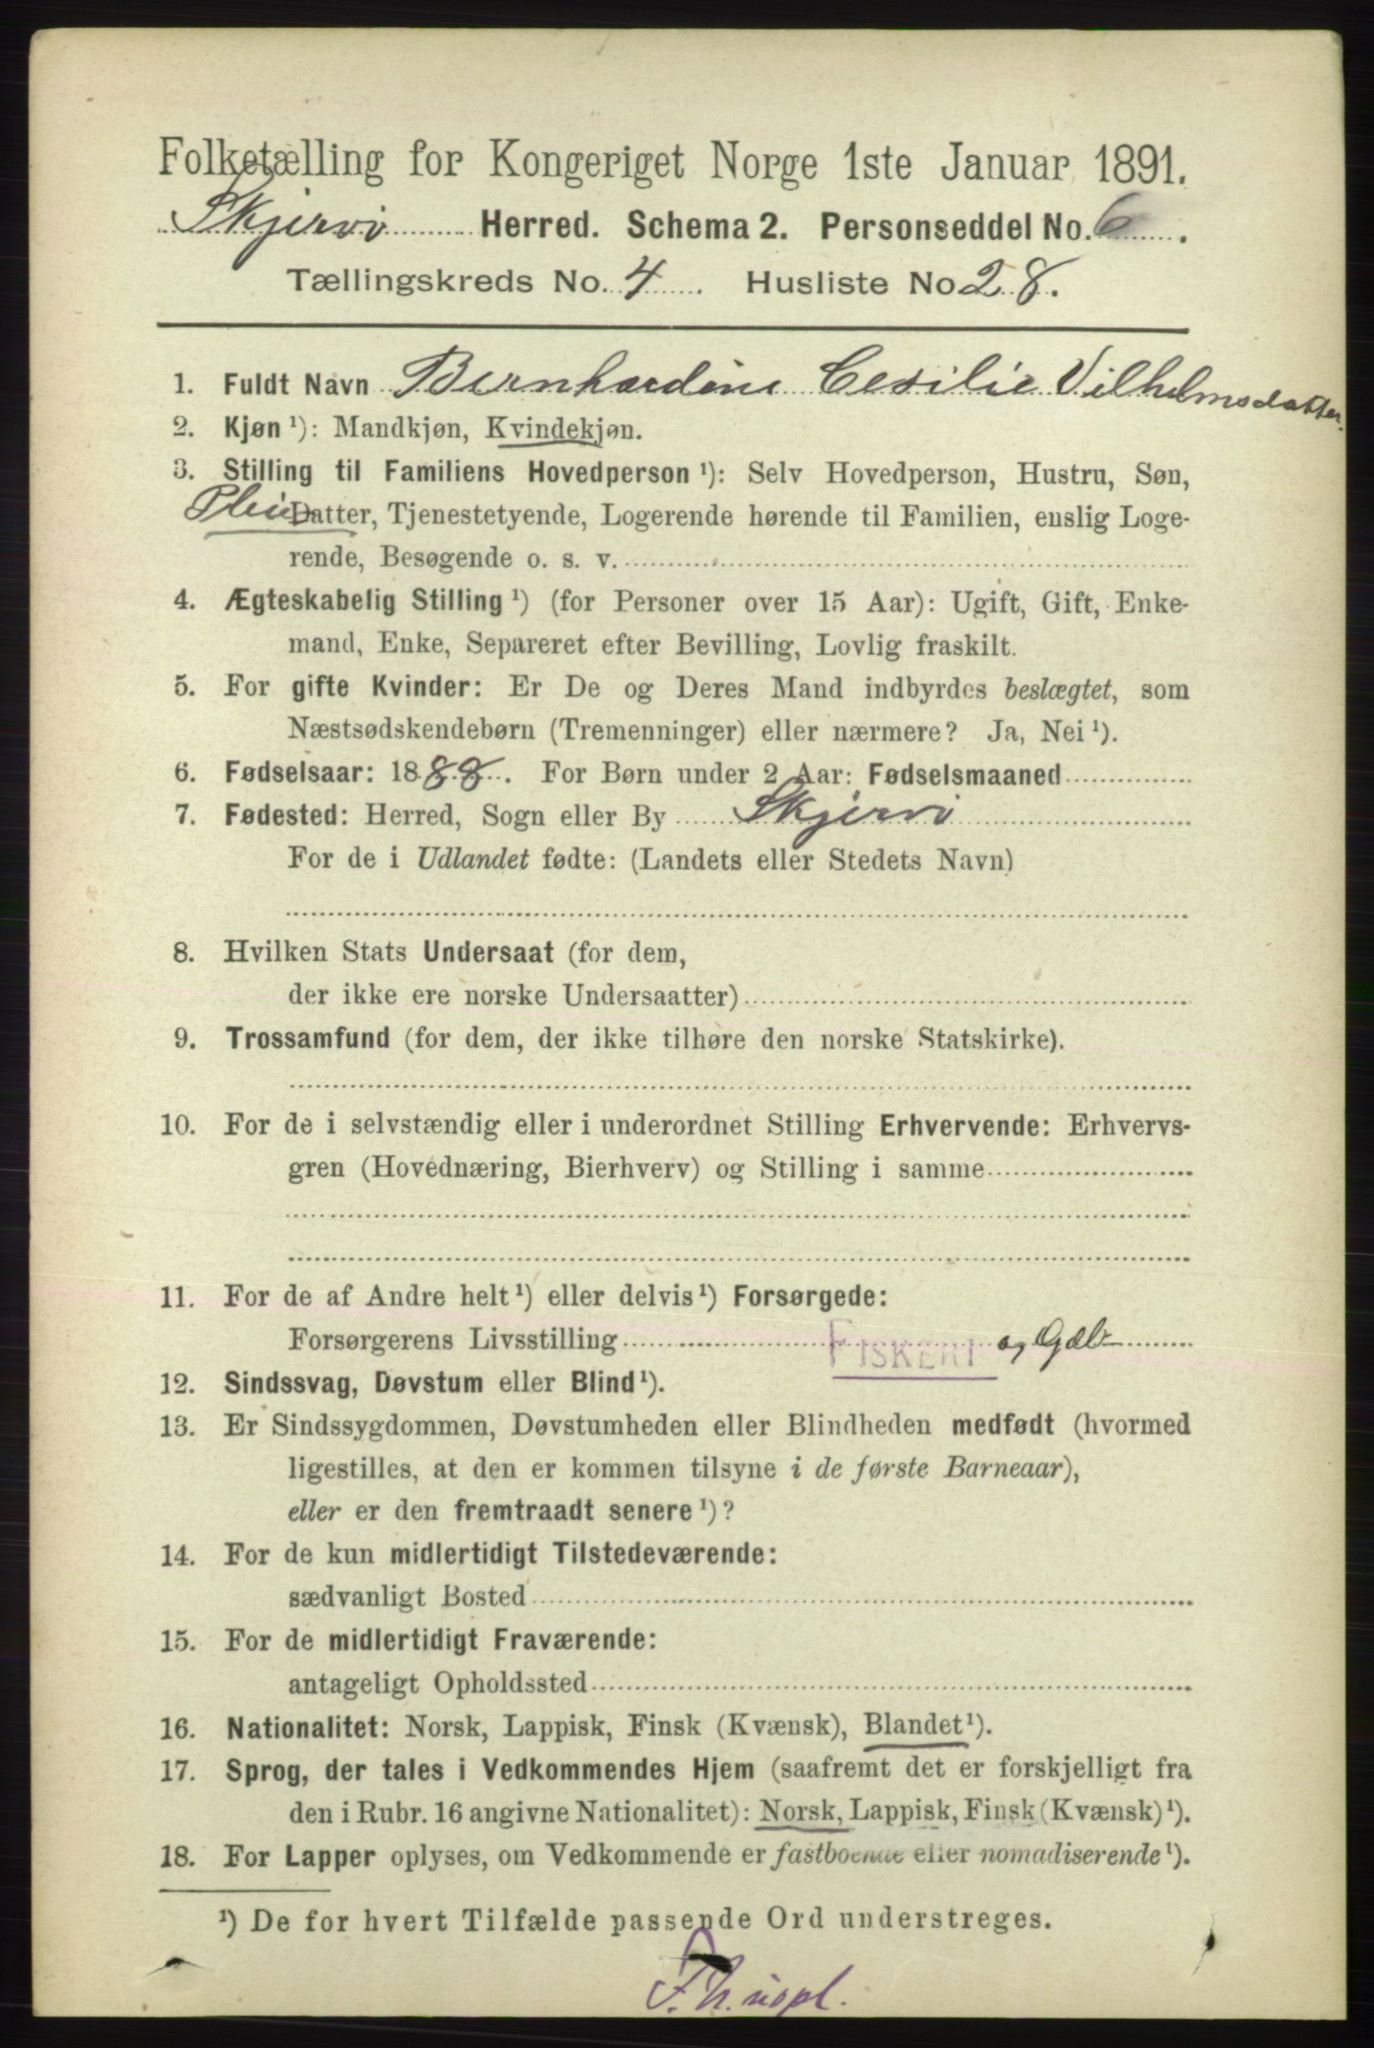 Folketælling for Kongeriget Norge 1ste Januar 1891.
Skjervø Herred. Schema 2. Personseddel No. 6.
Tællingskreds No. 4 Husliste No 28.
1. Fuldt Navn Bernhardine Cesilie Vilhelmsdatter.
2. Kjøn ¹): Mandkjøn, Kvindekjøn.
3. Stilling til Familiens Hovedperson ¹): Selv Hovedperson, Hustru, Søn,
Pleie Datter, Tjenestetyende, Logerende hørende til Familien, enslig Loge-
rende, Besøgende o. s. v.
4. Ægteskabelig Stilling ¹) (for Personer over 15 Aar): Ugift, Gift, Enke-
mand, Enke, Separeret efter Bevilling, Lovlig fraskilt.
5. For gifte Kvinder: Er De og Deres Mand indbyrdes beslægtet, som
Næstsødskendebørn (Tremenninger) eller nærmere? Ja, Nei ¹).
6. Fødselsaar: 1888. For Børn under 2 Aar: Fødselsmaaned
7. Fødested: Herred, Sogn eller By Skjervø
For de i Udlandet fødte: (Landets eller Stedets Navn)
8. Hvilken Stats Undersaat (for dem,
der ikke ere norske Undersaatter)
9. Trossamfund (for dem, der ikke tilhøre den norske Statskirke).
10. For de i selvstændig eller i underordnet Stilling Erhvervende: Erhvervs-
gren (Hovednæring, Bierhverv) og Stilling i samme
11. For de af Andre helt ¹) eller delvis ¹) Forsørgede:
Forsørgerens Livsstilling FISKERI og Gdb
12. Sindssvag, Døvstum eller Blind ¹).
13. Er Sindssygdommen, Døvstumheden eller Blindheden medfødt (hvormed
ligestilles, at den er kommen tilsyne i de første Barneaar),
eller er den fremtraadt senere ¹)?
14. For de kun midlertidigt Tilstedeværende:
sædvanligt Bosted
15. For de midlertidigt Fraværende:
antageligt Opholdssted
16. Nationalitet: Norsk, Lappisk, Finsk (Kvænsk), Blandet ¹).
17. Sprog, der tales i Vedkommendes Hjem (saafremt det er forskjelligt fra
den i Rubr. 16 angivne Nationalitet): Norsk, Lappisk, Finsk (Kvænsk) ¹).
18. For Lapper oplyses, om Vedkommende er fastboende eller nomadiserende ¹).
¹) De for hvert Tilfælde passende Ord understreges.